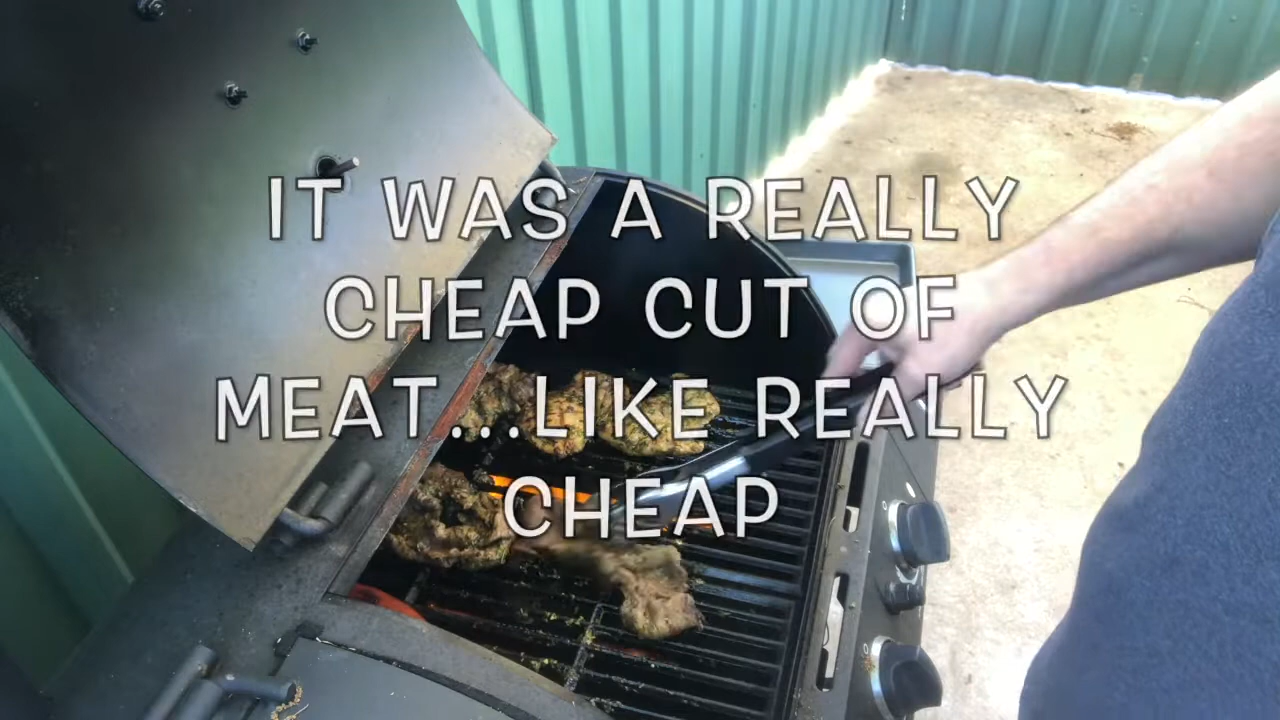 IT WAS A REALLY
CHEAP CUT OF
MEAT...LIKE REALLY
CHEAP